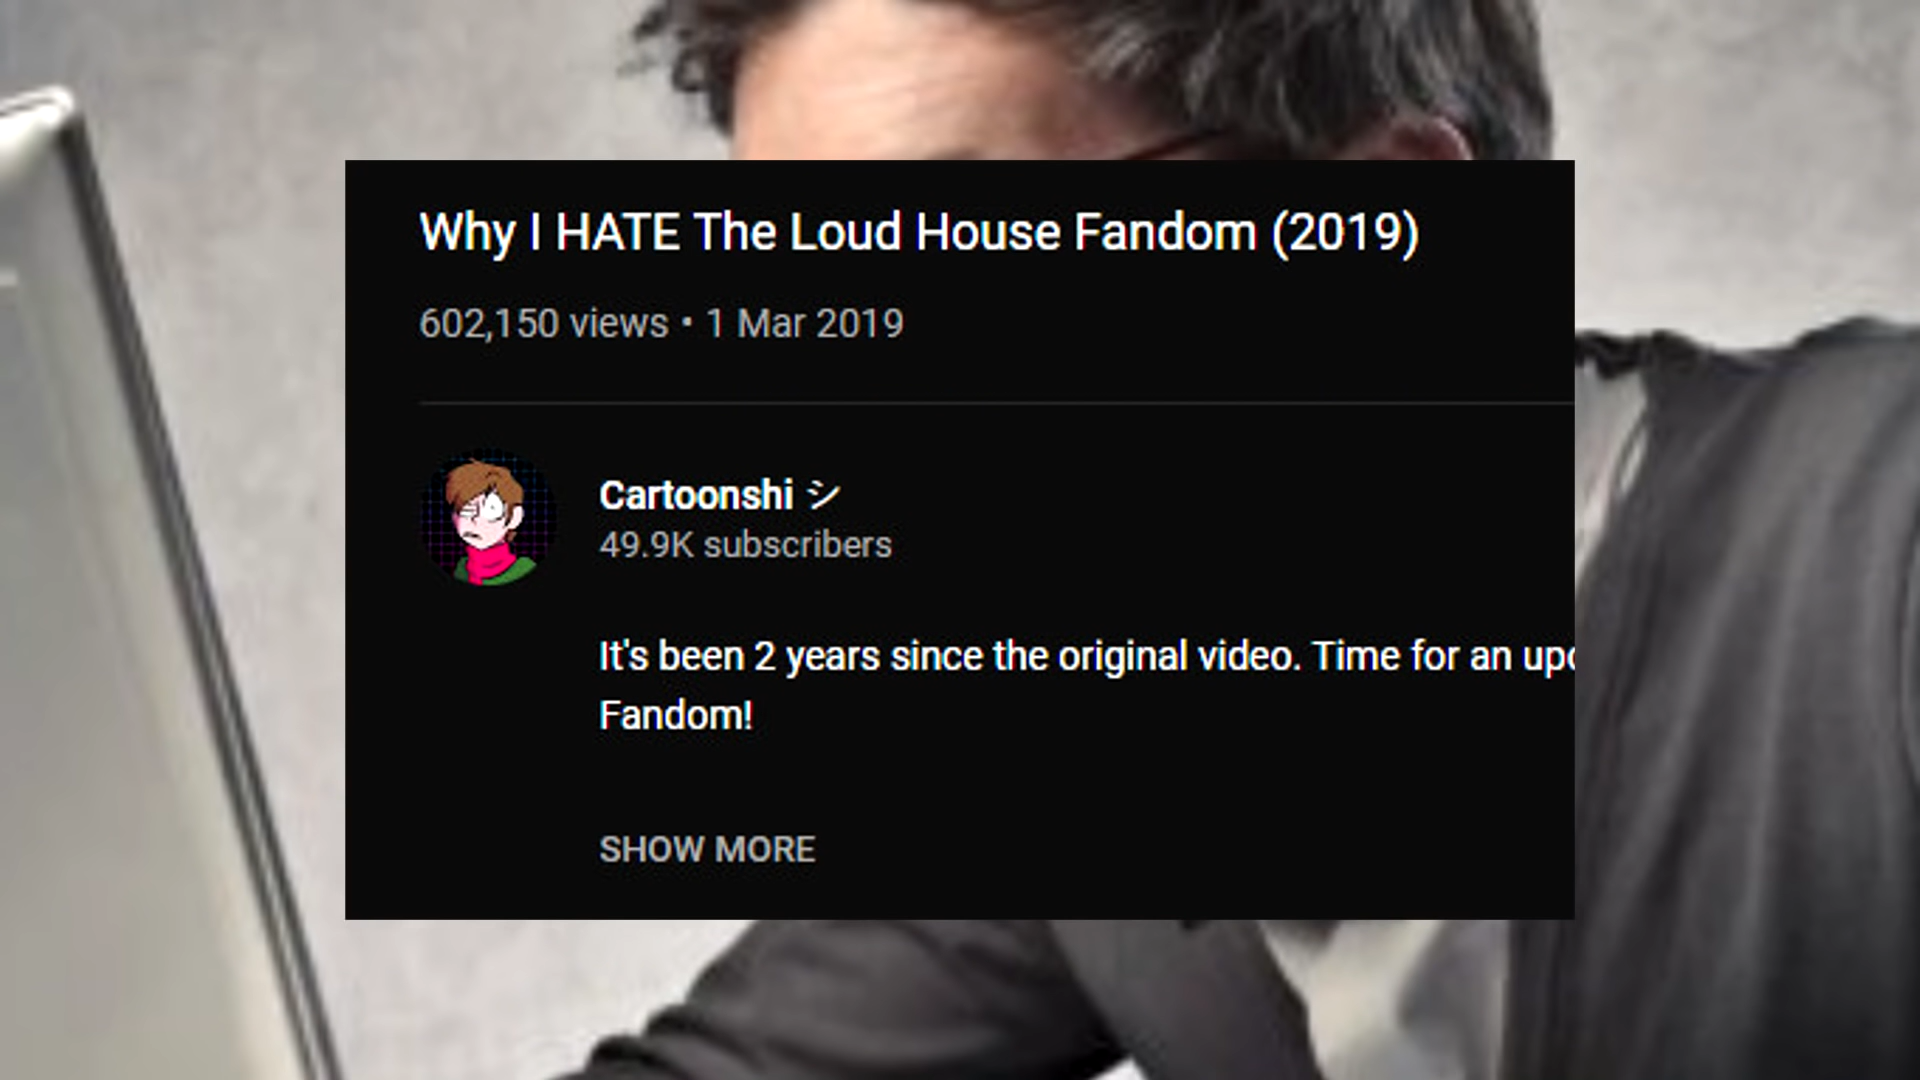 Why I HATE The Loud House Fandom (2019)
602,150 views • 1 Mar 2019
Cartoonshi シ
49.9K subscribers
It's been 2 years since the original video. Time for an
Fandom!
SHOW MORE